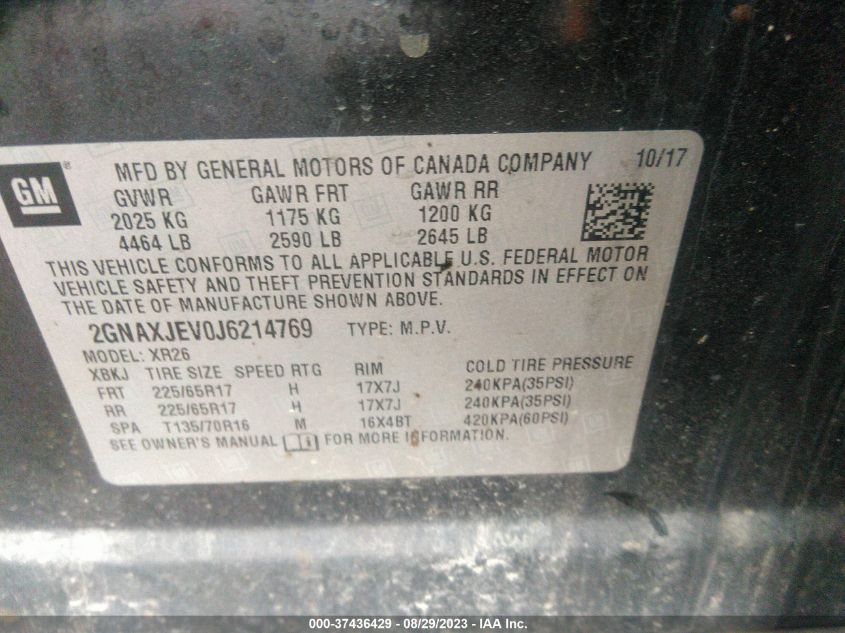 GM ® MFD BY GENERAL MOTORS OF CANADA COMPANY 10/17
GVWR GAWR FRT GAWR RR
2025 KG 1175 KG 1200 KG
4464 LB 2590 LB 2645 LB
THIS VEHICLE CONFORMS TO ALL APPLICABLE U.S. FEDERAL MOTOR
VEHICLE SAFETY AND THEFT PREVENTION STANDARDS IN EFFECT ON
THE DATE OF MANUFACTURE SHOWN ABOVE.
2GNAXJEV0J6214769 TYPE: M.P.V.
MODEL: XR26
XBKJ TIRE SIZE SPEED RTG RIM COLD TIRE PRESSURE
FRT 225/65R17 H 17X7J 240KPA(35PSI)
RR 225/65R17 H 17X7J 240KPA(35PSI)
SPA T135/70R16 M 16X4BT 420KPA(60PSI)
SEE OWNER'S MANUAL FOR MORE INFORMATION.
000-37436429 - 08/29/2023 - IAA Inc.